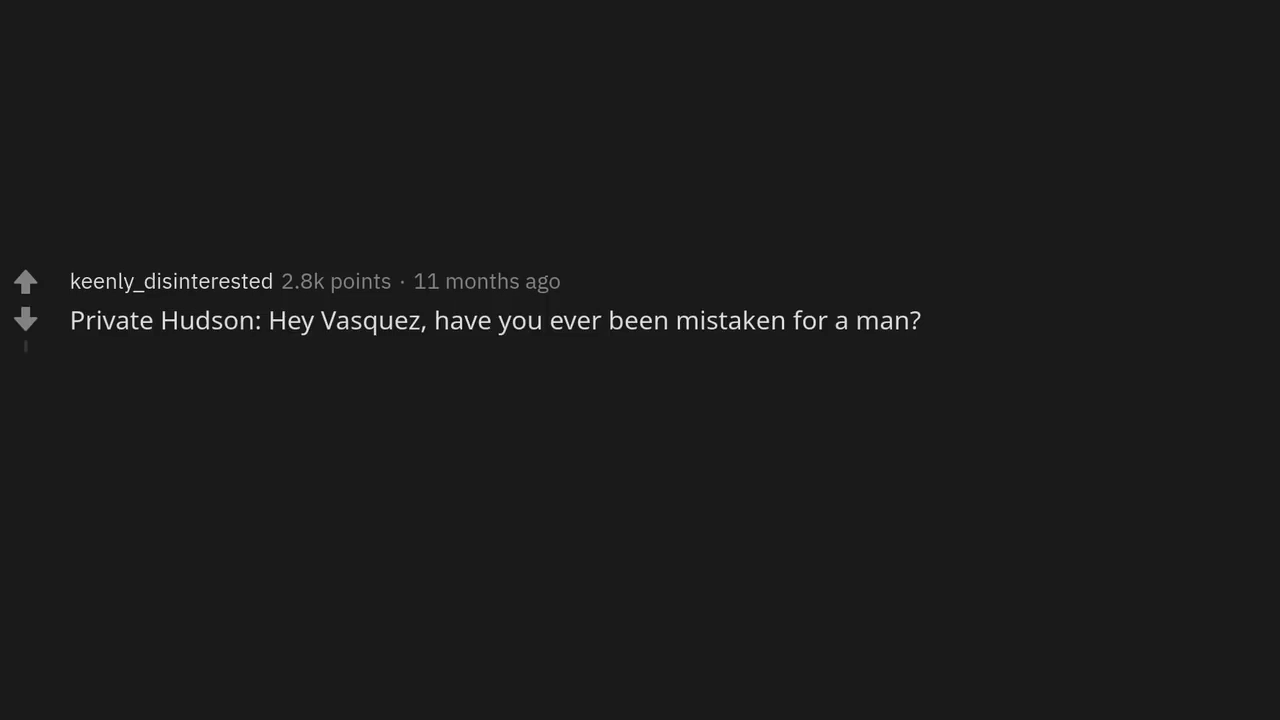 keenly_disinterested 2.8k points · 11 months ago
Private Hudson: Hey Vasquez, have you ever been mistaken for a man?